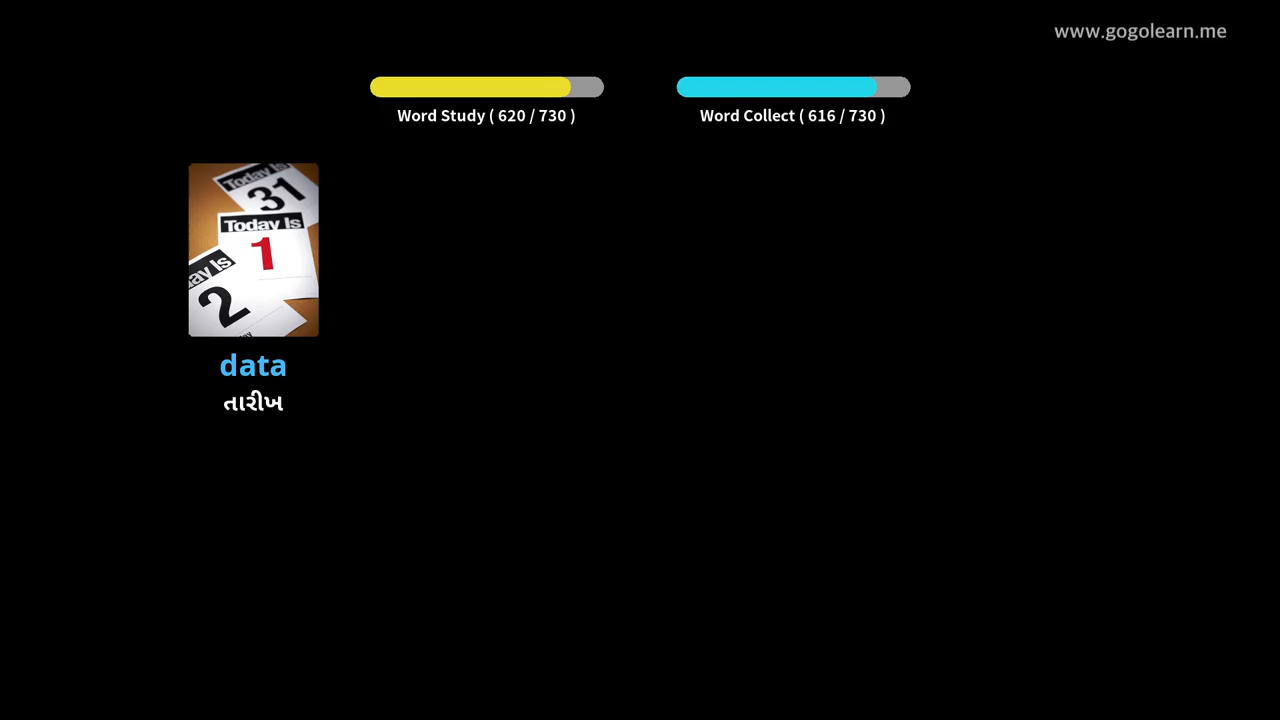 www.gogolearn.me
Word Study ( 620 / 730 )
Word Collect ( 616 / 730 )
Today Is
31
Today Is
1
ay Is
2
data
તારીખ